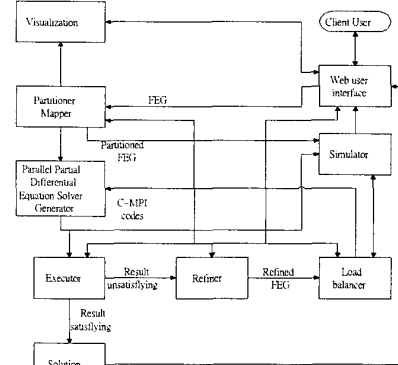 Visualization
Client User
Web user
interface
Partitioner
Mapper
FEG
Partitioned
FEG
Simulator
Parallel Partial
Differential
Equation Solver
Generator
C-MPI
codes
Executor
Result
unsatisfying
Refiner
Refined
FEG
Load
balancer
Result
satisfying
Solution